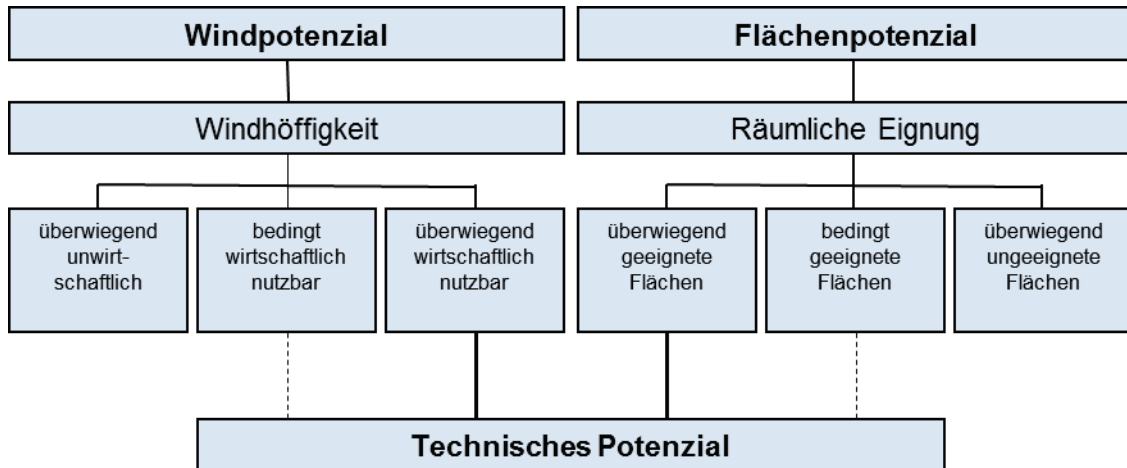 Windpotenzial
Flächenpotenzial
Windhöffigkeit
Räumliche Eignung
überwiegend
unwirt-
schaftlich
bedingt
wirtschaftlich
nutzbar
überwiegend
wirtschaftlich
nutzbar
überwiegend
geeignete
Flächen
bedingt
geeignete
Flächen
überwiegend
ungeeignete
Flächen
Technisches Potenzial